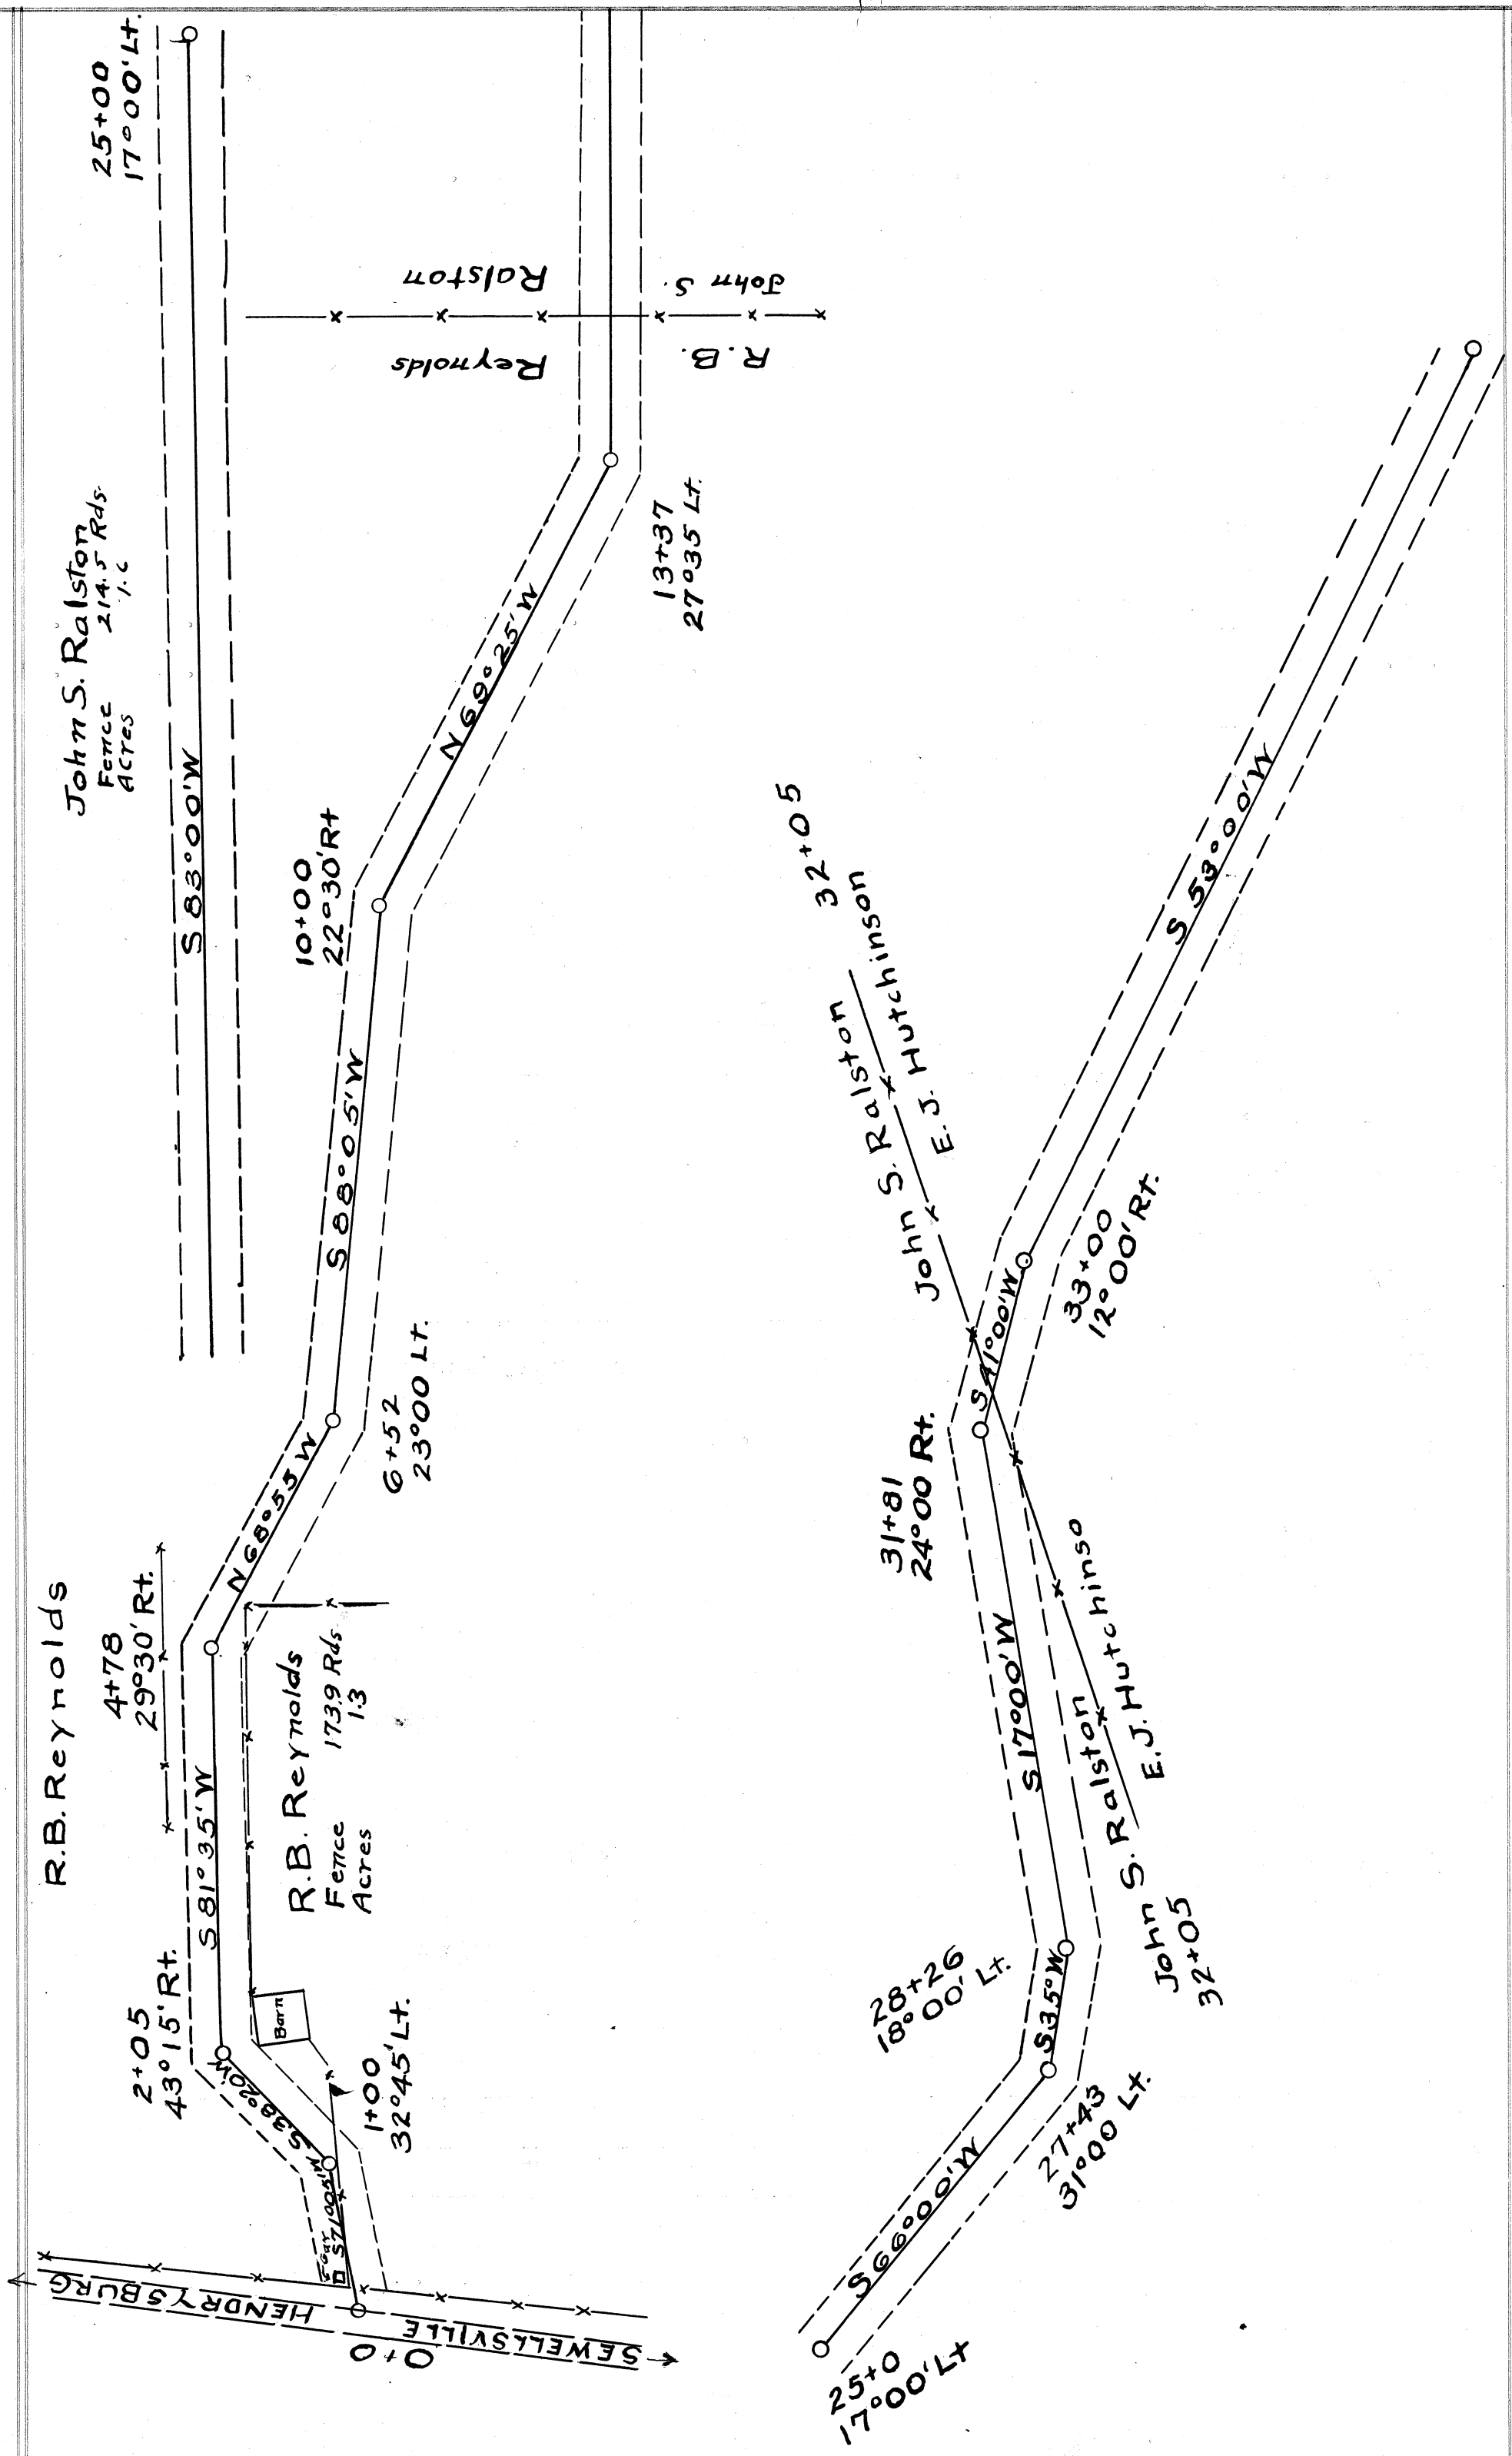 R.B. Reynolds
2+05
43°15' Rt.
4+78
29°30' Rt.
John S. Ralston
Fence 214.5 Rds.
Acres 1.6
25+00
17°00' Lt.
S 83°00' W
HENDRYSBURG
SEWELLSVILLE
0+0
S71°05'W
S38°20'W
S 81°35' W
N 68°55 W
S 88°05' W
N 69°25' W
1+00
32°45' Lt.
Barn
R.B. Reynolds
Fence 173.9 Rds.
Acres 1.3
6+52
23°00 Lt.
10+00
22°30' Rt
13+37
27°35 Lt.
Reynolds
R.B.
Ralston
John S.
25+0
17°00' Lt
S 66°00' W
27+43
31°00 Lt.
S35°W
28+26
18°00' Lt.
S 17°00' W
31+81
24°00 Rt.
S 41°00' W
33+00
12°00' Rt.
S 53°00' W
John S. Ralston
E.J. Hutchinso
32+05
John S. Ralston
E.J. Hutchinson
32+05